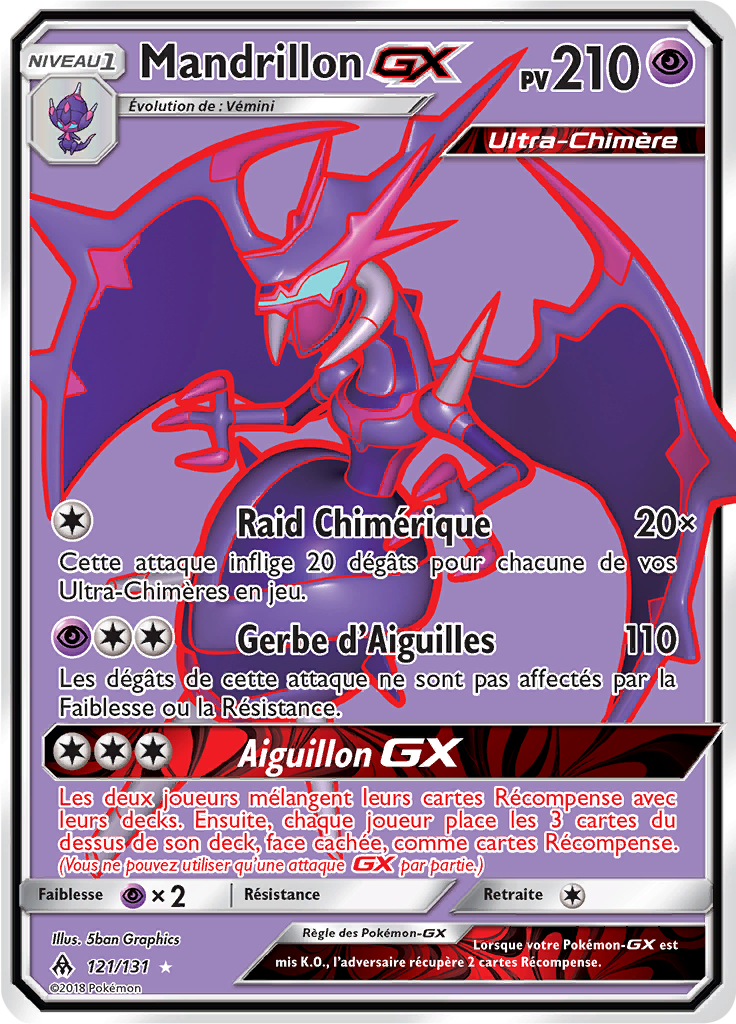 NIVEAU 1
Mandrillon GX
PV 210
Évolution de : Vémini
Ultra-Chimère
Raid Chimérique 20×
Cette attaque inflige 20 dégâts pour chacune de vos
Ultra-Chimères en jeu.
Gerbe d'Aiguilles 110
Les dégâts de cette attaque ne sont pas affectés par la
Faiblesse ou la Résistance.
Aiguillon GX
Les deux joueurs mélangent leurs cartes Récompense avec
leurs decks. Ensuite, chaque joueur place les 3 cartes du
dessus de son deck, face cachée, comme cartes Récompense.
(Vous ne pouvez utiliser qu'une attaque GX par partie.)
Faiblesse × 2 Résistance Retraite
Illus. 5ban Graphics
121/131
©2018 Pokémon
Règle des Pokémon-GX
Lorsque votre Pokémon-GX est
mis K.O., l'adversaire récupère 2 cartes Récompense.